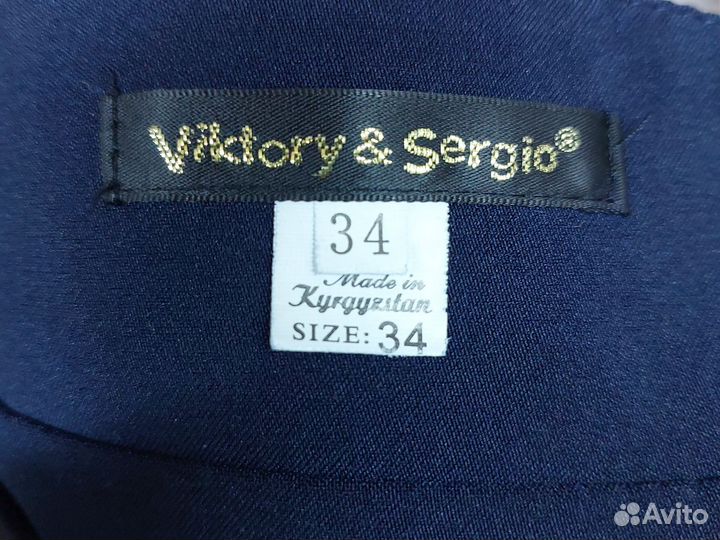 Viktory & Sergio®
34
Made in
Kyrgyzstan
SIZE: 34
Avito